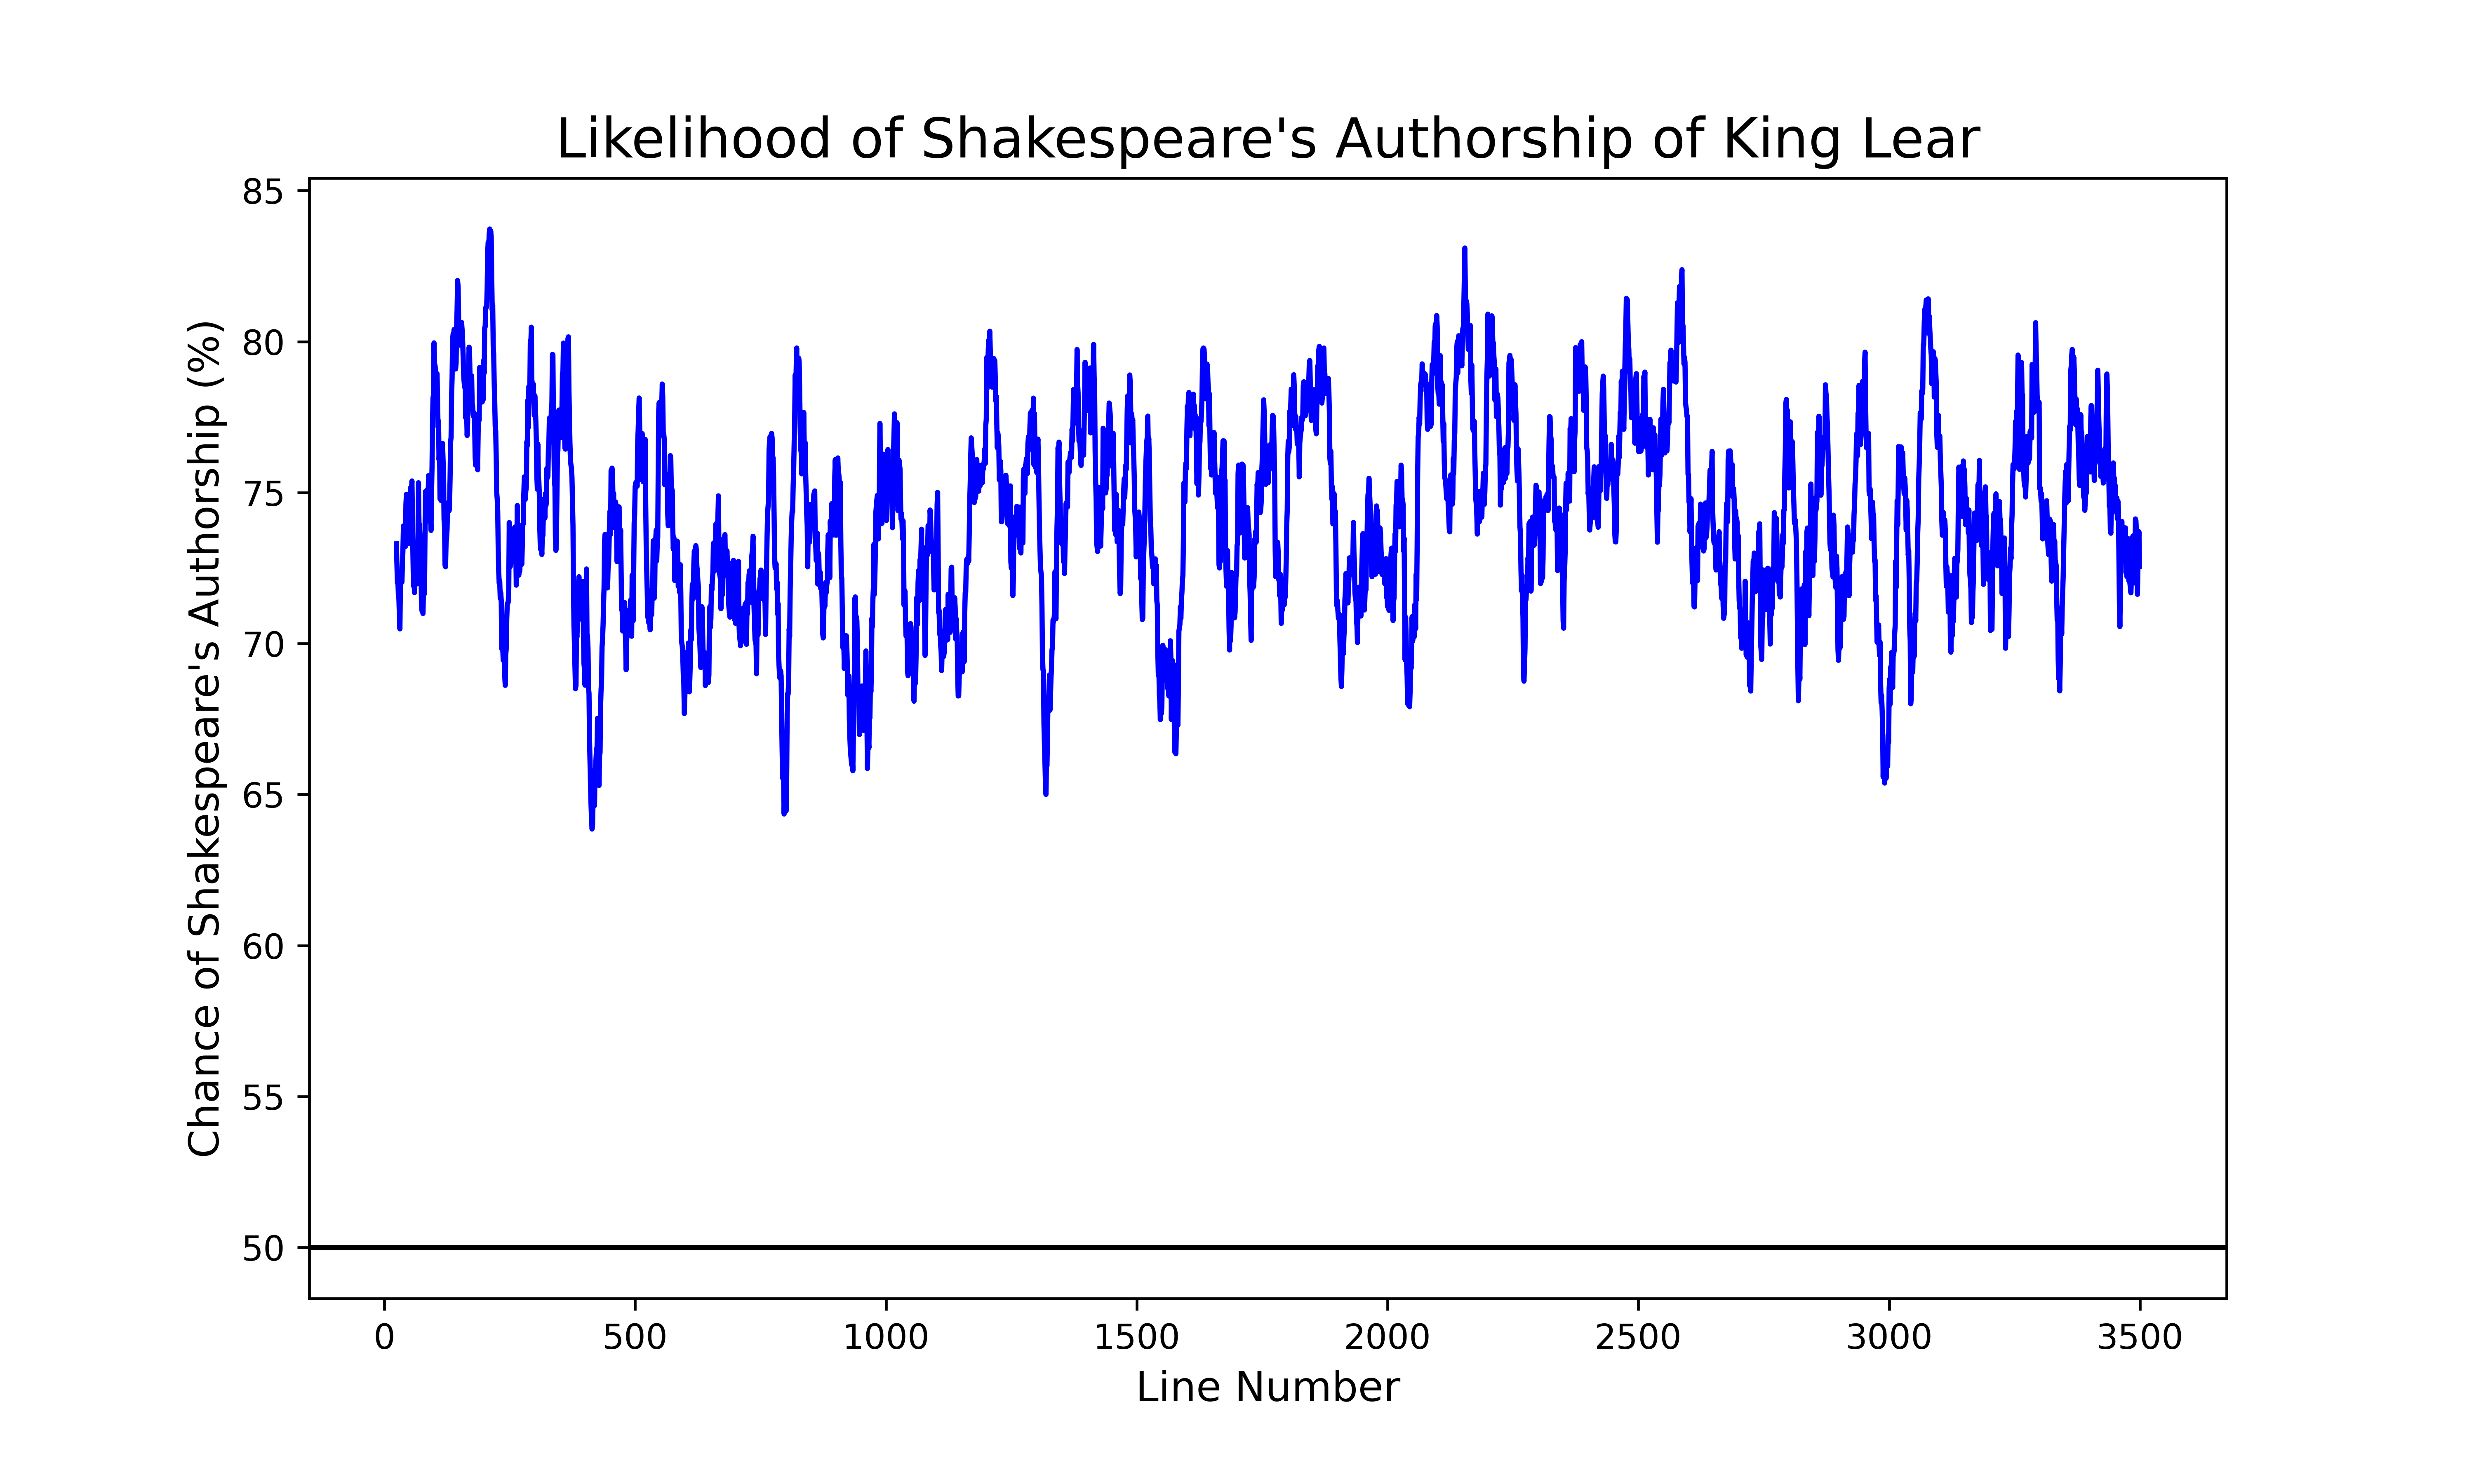 Likelihood of Shakespeare's Authorship of King Lear
Chance of Shakespeare's Authorship (%)
85
80
75
70
65
60
55
50
0 500 1000 1500 2000 2500 3000 3500
Line Number